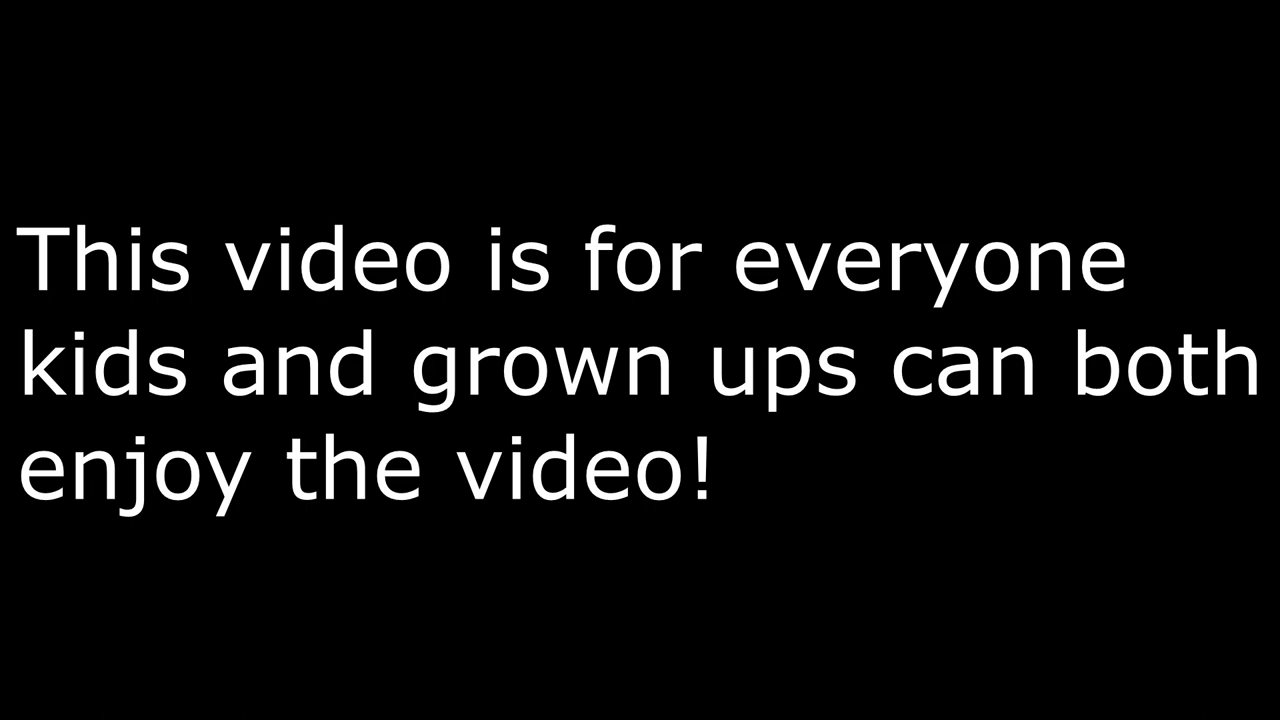 This video is for everyone
kids and grown ups can both
enjoy the video!